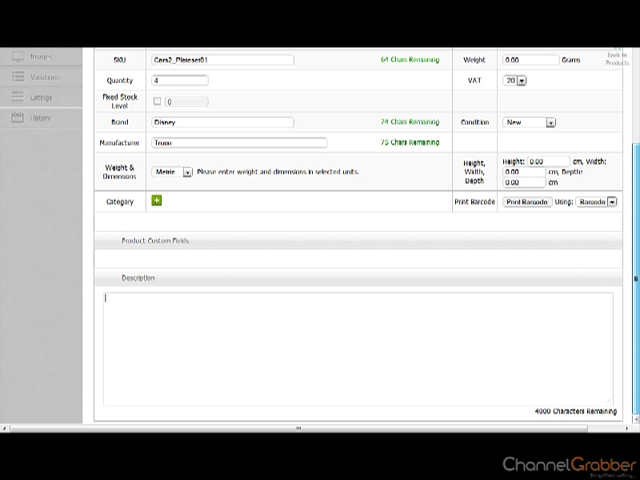 Images
Variations
Listings
History
Back to
Products
SKU Cars2_Plateset01 64 Chars Remaining Weight 0.00 Grams
Quantity 4 VAT 20
Fixed Stock
Level 0
Brand Disney 74 Chars Remaining Condition New
Manufacturer Truso 75 Chars Remaining
Weight &
Dimensions Metric Please enter weight and dimensions in selected units.
Height,
Width,
Depth
Height: 0.00 cm, Width:
0.00 cm, Depth:
0.00 cm
Category Print Barcode Print Barcode Using: Barcode
Product Custom Fields
Description
4000 Characters Remaining
ChannelGrabber